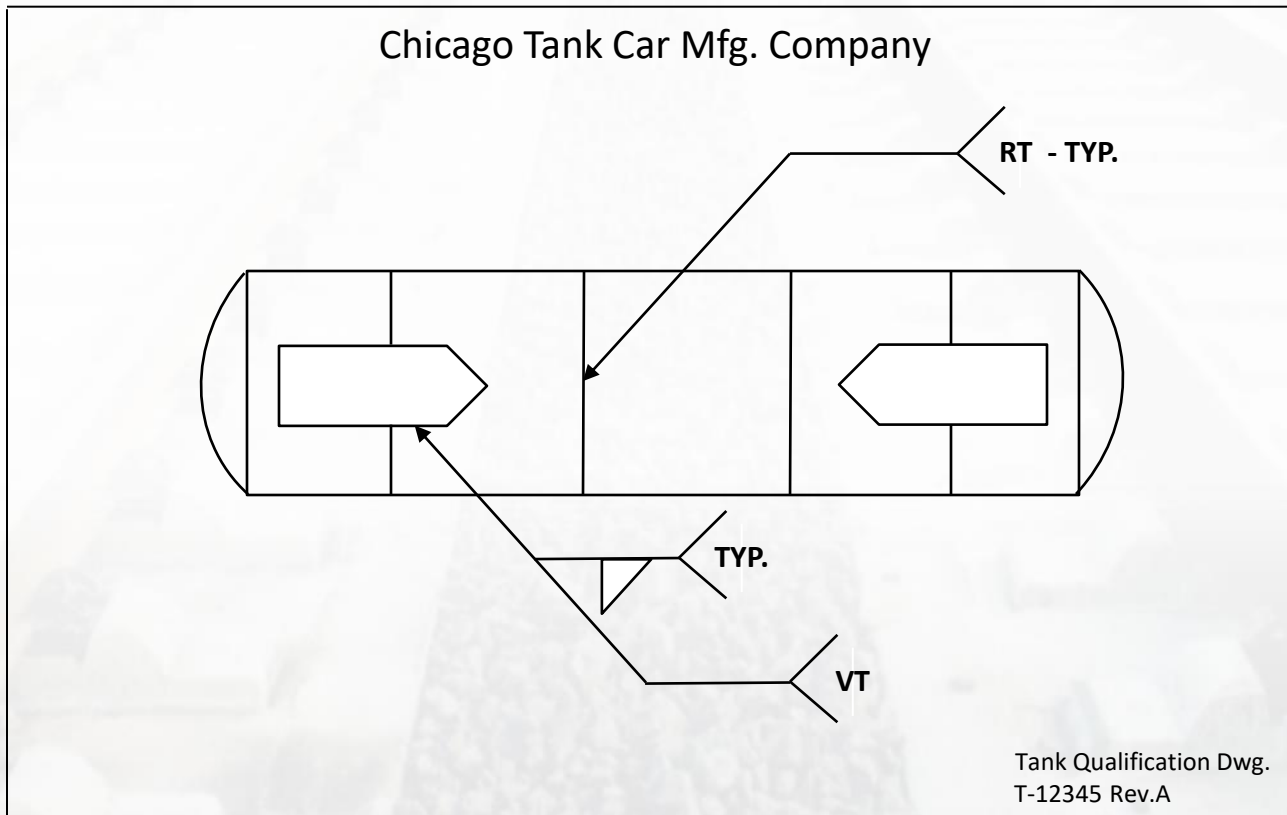 Chicago Tank Car Mfg. Company
RT - TYP.
TYP.
VT
Tank Qualification Dwg.
T-12345 Rev.A